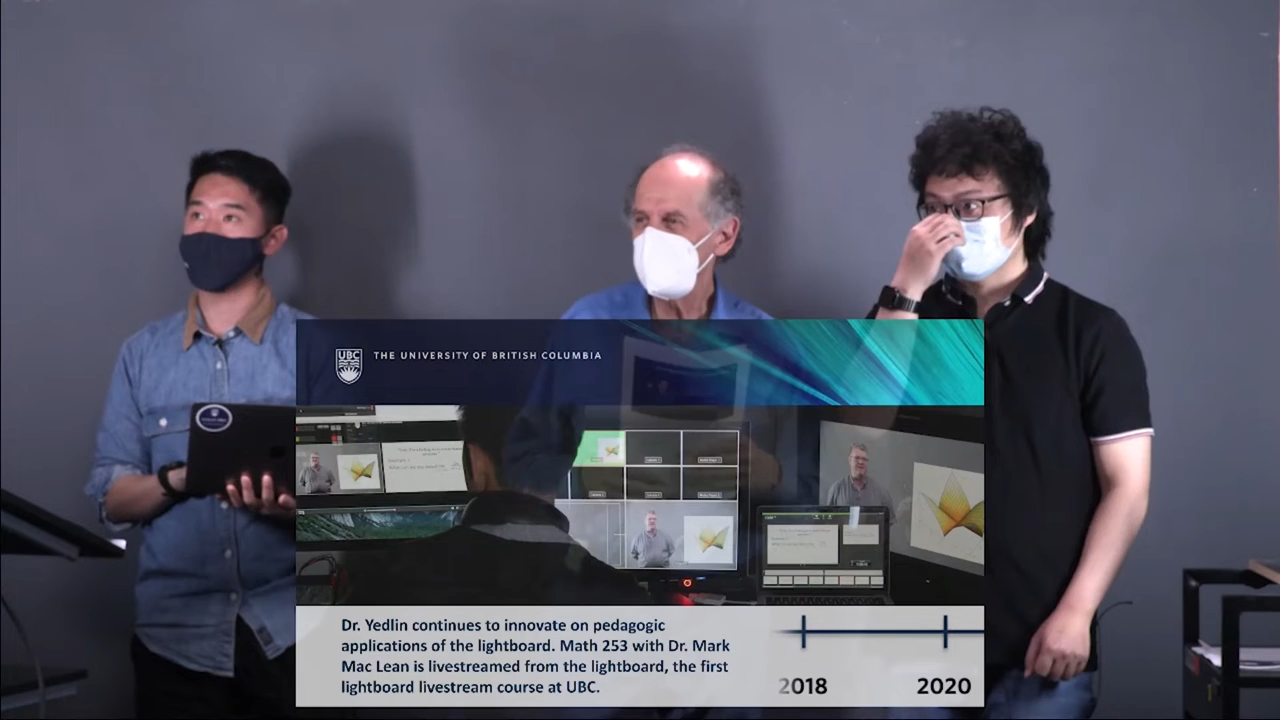 UBC
THE UNIVERSITY OF BRITISH COLUMBIA
Dr. Yedlin continues to innovate on pedagogic
applications of the lightboard. Math 253 with Dr. Mark
Mac Lean is livestreamed from the lightboard, the first
lightboard livestream course at UBC.
2018
2020